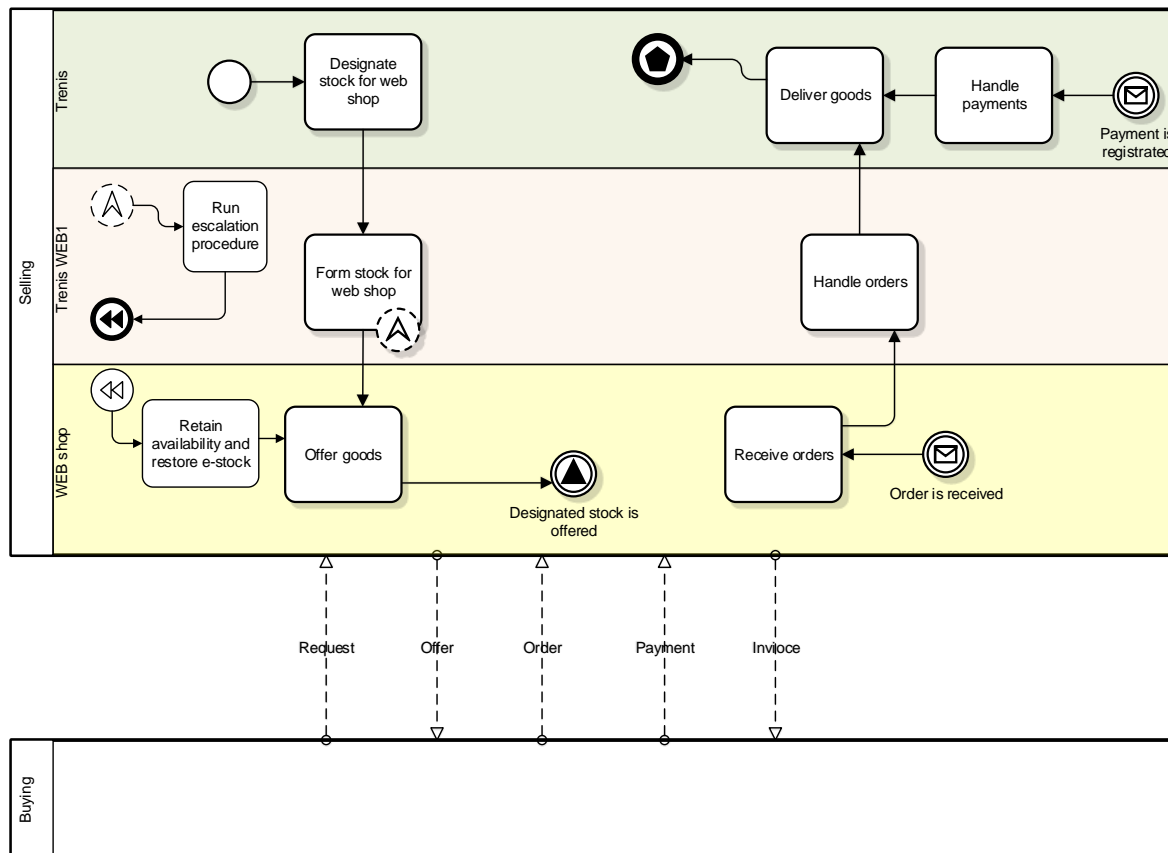 Selling
Trenis
Designate
stock for web
shop
Deliver goods
Handle
payments
Payment is
registrated
Trenis WEB1
Run
escalation
procedure
Form stock for
web shop
Handle orders
WEB shop
Retain
availability and
restore e-stock
Offer goods
Designated stock is
offered
Receive orders
Order is received
Request
Offer
Order
Payment
Invioce
Buying